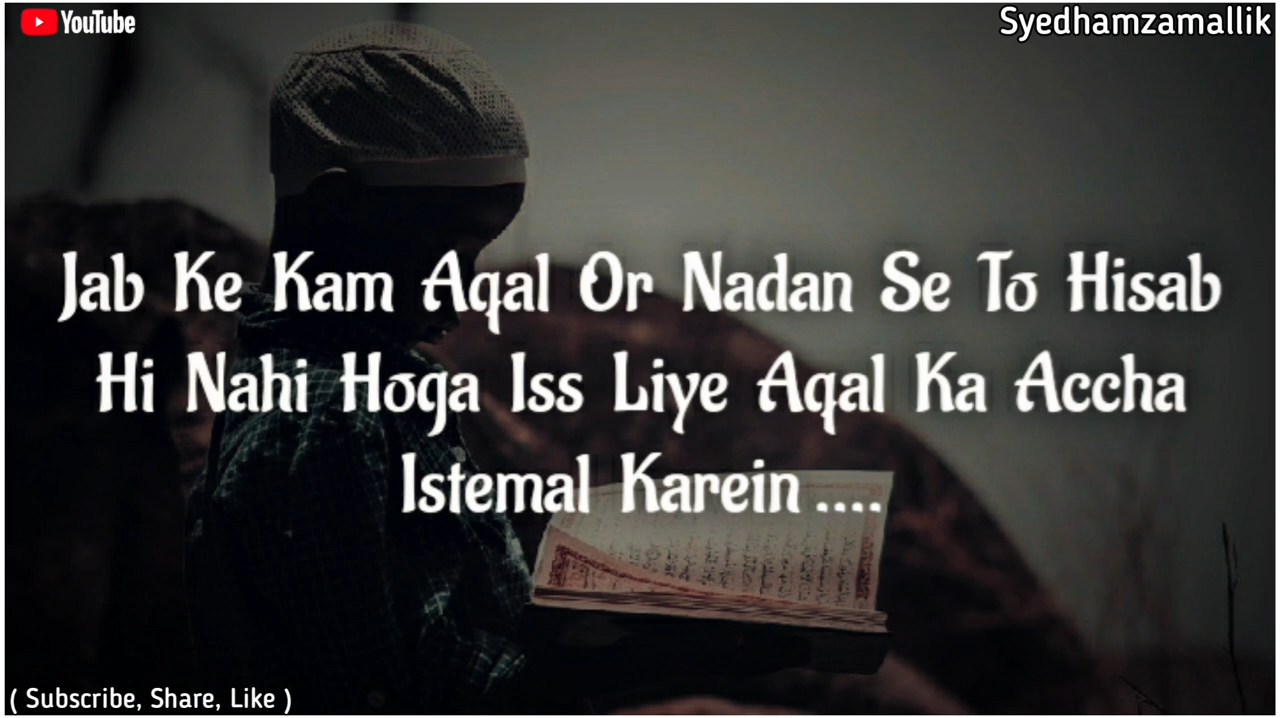 YouTube
Syedhamzamallik
Jab Ke Kam Aqal Or Nadan Se To Hisab
Hi Nahi Hoga Iss Liye Aqal Ka Accha
Istemal Karein ....
( Subscribe, Share, Like )